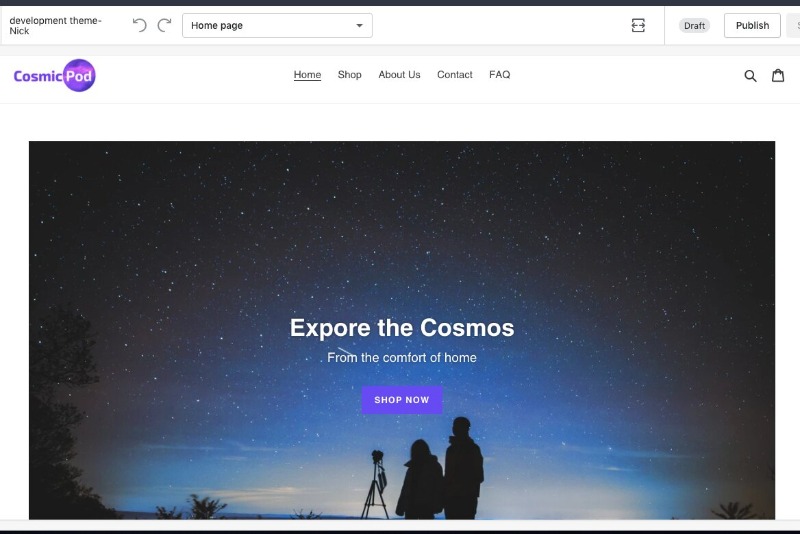 development theme-
Nick
Home page
Draft
Publish
CosmicPod
Home
Shop
About Us
Contact
FAQ
Expore the Cosmos
From the comfort of home
SHOP NOW